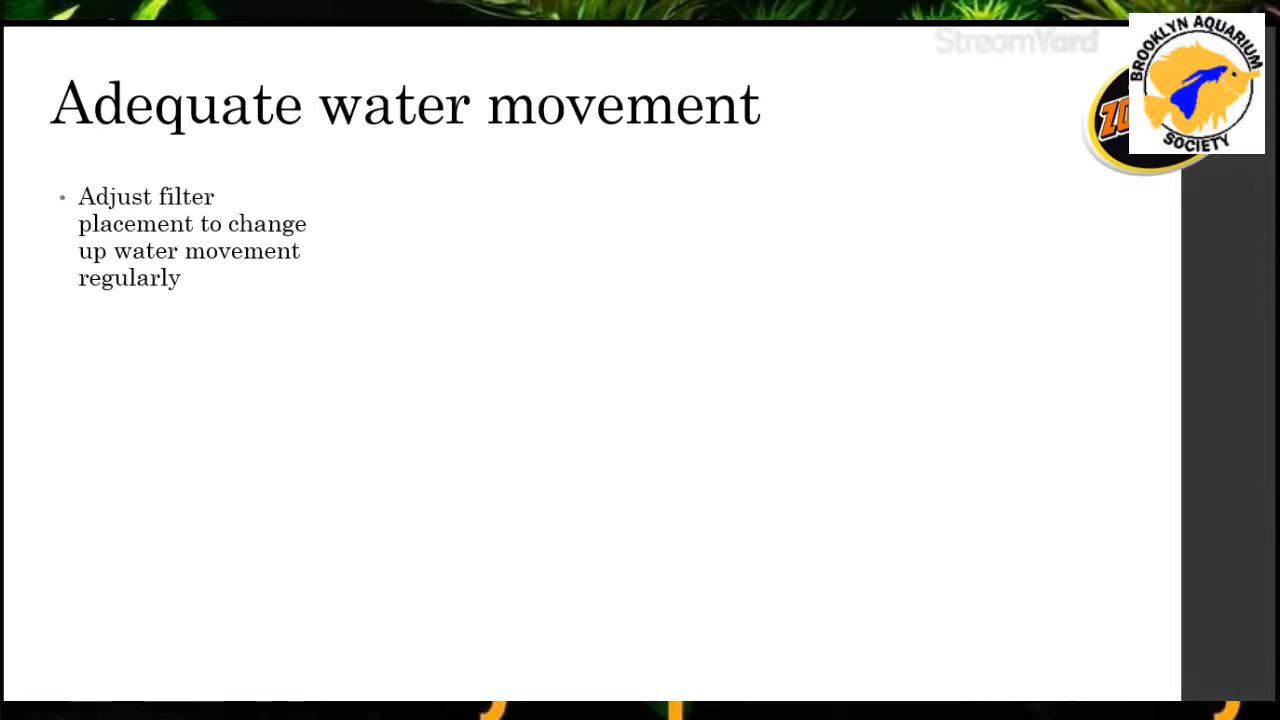 StreamYard
BROOKLYN AQUARIUM
SOCIETY
Adequate water movement
• Adjust filter
placement to change
up water movement
regularly